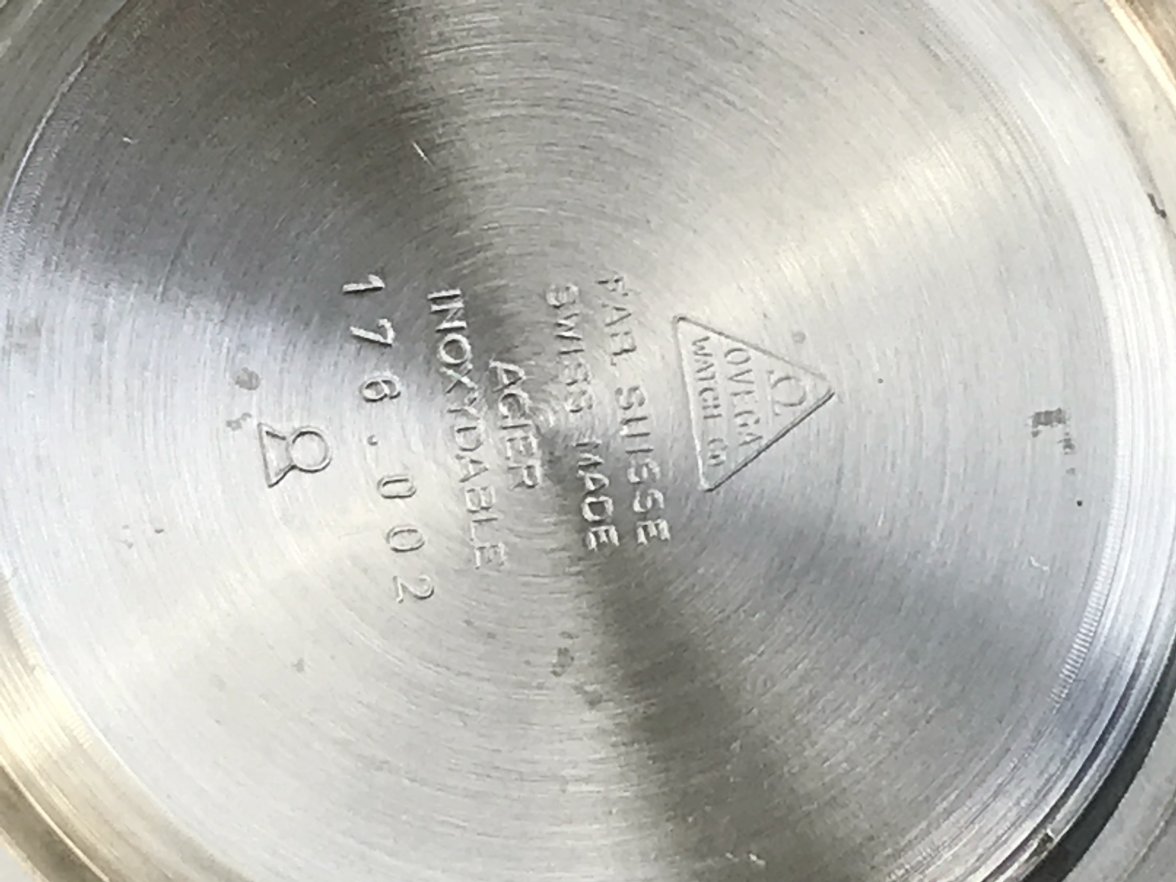 Ω
OMEGA
WATCH Co
FAB. SUISSE
SWISS MADE
ACIER
INOXYDABLE
176.002